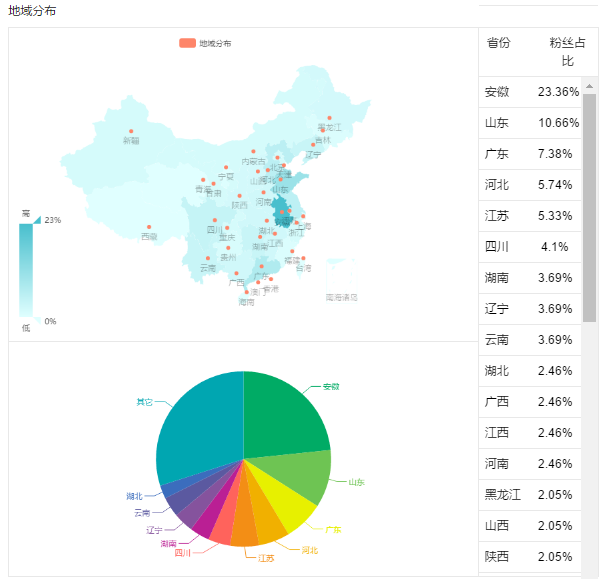 地域分布
地域分布
黑龙江
吉林
新疆
辽宁
内蒙古
北京
天津
宁夏
山西
河北
青海
甘肃
山东
陕西
河南
上海
四川
湖北
浙江
西藏
重庆
湖南
江西
贵州
福建
云南
广东
台湾
广西
澳门
香港
海南
南海诸岛
高
23%
0%
低
其它
安徽
山东
广东
河北
江苏
四川
湖南
辽宁
云南
湖北
省份 粉丝占
比
安徽 23.36%
山东 10.66%
广东 7.38%
河北 5.74%
江苏 5.33%
四川 4.1%
湖南 3.69%
辽宁 3.69%
云南 3.69%
湖北 2.46%
广西 2.46%
江西 2.46%
河南 2.46%
黑龙江 2.05%
山西 2.05%
陕西 2.05%